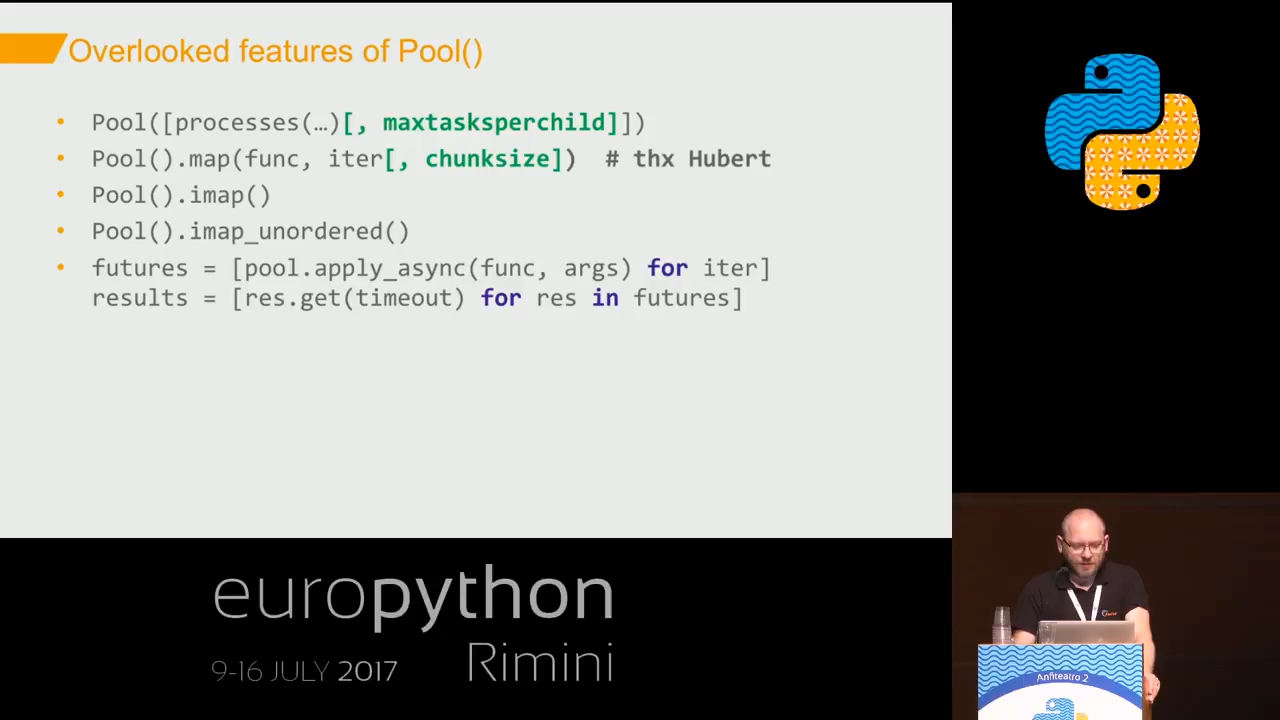 Overlooked features of Pool()
• Pool([processes(…)[, maxtasksperchild]])
• Pool().map(func, iter[, chunksize])  # thx Hubert
• Pool().imap()
• Pool().imap_unordered()
• futures = [pool.apply_async(func, args) for iter]
results = [res.get(timeout) for res in futures]
europython
9-16 JULY 2017 Rimini
Anfiteatro 2